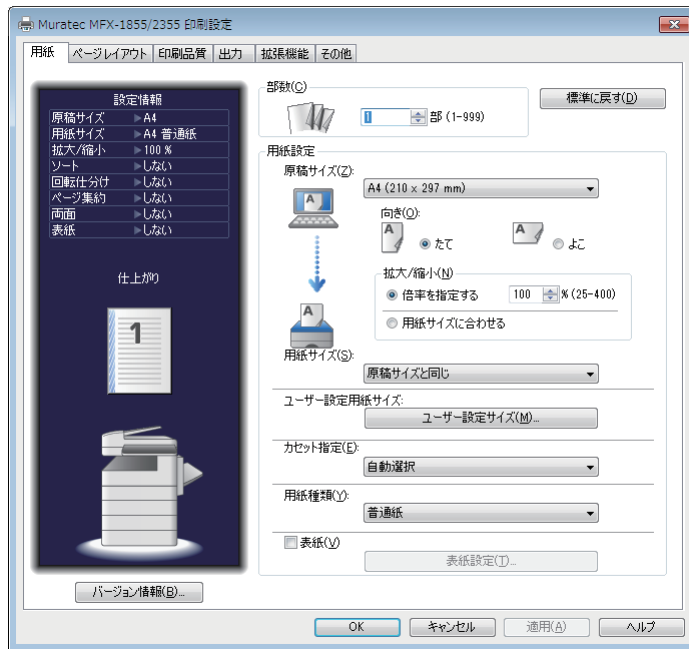 Muratec MFX-1855/2355 印刷設定
用紙 ページレイアウト 印刷品質 出力 拡張機能 その他
設定情報
原稿サイズ ▶A4
用紙サイズ ▶A4 普通紙
拡大/縮小 ▶100 %
ソート ▶しない
回転仕分け ▶しない
ページ集約 ▶しない
両面 ▶しない
表紙 ▶しない
仕上がり
1
バージョン情報(B)...
部数(C)
1 部 (1-999)
標準に戻す(D)
用紙設定
原稿サイズ(Z):
A4 (210 x 297 mm)
A
向き(O):
A たて A よこ
拡大/縮小(N)
倍率を指定する 100 % (25-400)
用紙サイズに合わせる
A
用紙サイズ(S):
原稿サイズと同じ
ユーザー設定用紙サイズ:
ユーザー設定サイズ(M)...
カセット指定(E):
自動選択
用紙種類(Y):
普通紙
表紙(V)
表紙設定(T)...
OK キャンセル 適用(A) ヘルプ